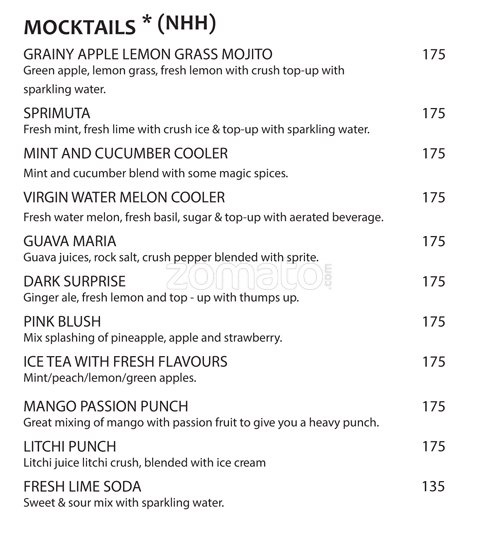 MOCKTAILS * (NHH)
GRAINY APPLE LEMON GRASS MOJITO 175
Green apple, lemon grass, fresh lemon with crush top-up with
sparkling water.
SPRIMUTA 175
Fresh mint, fresh lime with crush ice & top-up with sparkling water.
MINT AND CUCUMBER COOLER 175
Mint and cucumber blend with some magic spices.
VIRGIN WATER MELON COOLER 175
Fresh water melon, fresh basil, sugar & top-up with aerated beverage.
GUAVA MARIA 175
Guava juices, rock salt, crush pepper blended with sprite.
zomato.com
DARK SURPRISE 175
Ginger ale, fresh lemon and top - up with thumps up.
PINK BLUSH 175
Mix splashing of pineapple, apple and strawberry.
ICE TEA WITH FRESH FLAVOURS 175
Mint/peach/lemon/green apples.
MANGO PASSION PUNCH 175
Great mixing of mango with passion fruit to give you a heavy punch.
LITCHI PUNCH 175
Litchi juice litchi crush, blended with ice cream
FRESH LIME SODA 135
Sweet & sour mix with sparkling water.